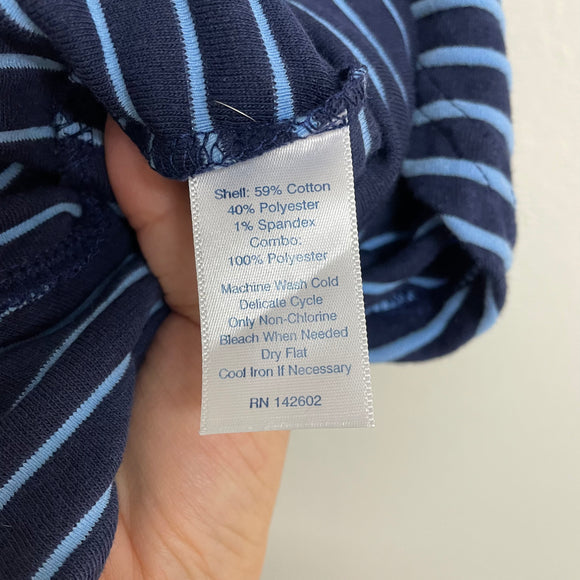 Shell: 59% Cotton
40% Polyester
1% Spandex
Combo:
100% Polyester
Machine Wash Cold
Delicate Cycle
Only Non-Chlorine
Bleach When Needed
Dry Flat
Cool Iron If Necessary
RN 142602